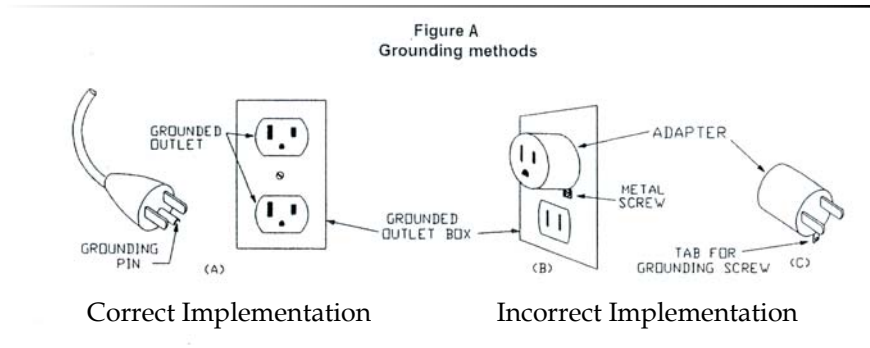 Figure A
Grounding methods
GROUNDED
OUTLET
GROUNDING
PIN
(A)
GROUNDED
OUTLET BOX
ADAPTER
METAL
SCREW
TAB FOR
GROUNDING SCREW
(B)
(C)
Correct Implementation
Incorrect Implementation